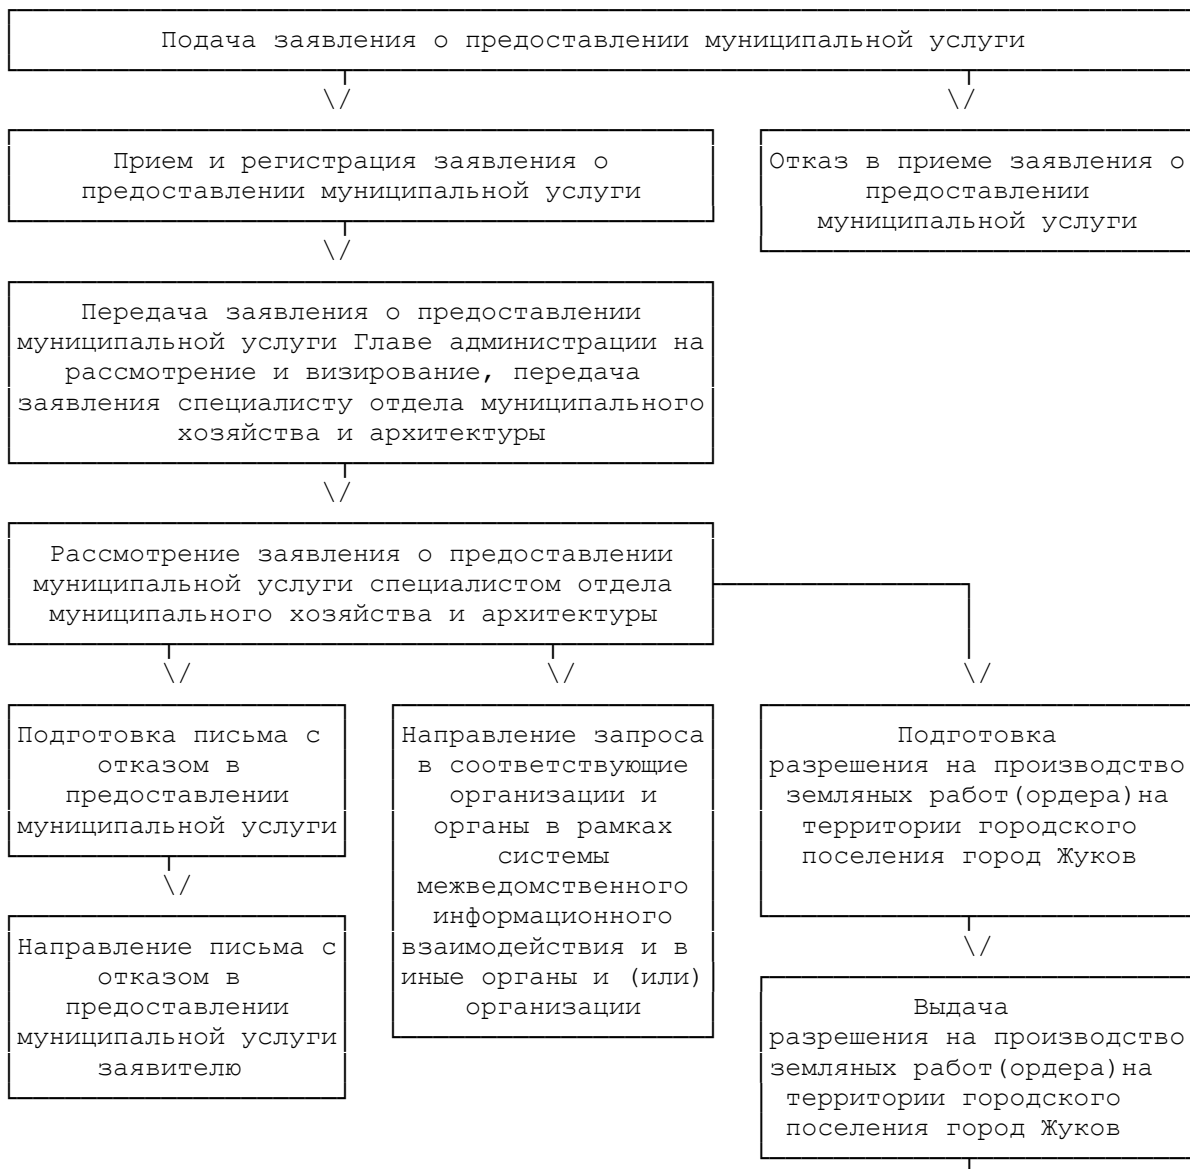 Подача заявления о предоставлении муниципальной услуги
Прием и регистрация заявления о
предоставлении муниципальной услуги
Отказ в приеме заявления о
предоставлении
муниципальной услуги
Передача заявления о предоставлении
муниципальной услуги Главе администрации на
рассмотрение и визирование, передача
заявления специалисту отдела муниципального
хозяйства и архитектуры
Рассмотрение заявления о предоставлении
муниципальной услуги специалистом отдела
муниципального хозяйства и архитектуры
Подготовка письма с
отказом в
предоставлении
муниципальной услуги
Направление запроса
в соответствующие
организации и
органы в рамках
системы
межведомственного
информационного
взаимодействия и в
иные органы и (или)
организации
Подготовка
разрешения на производство
земляных работ(ордера)на
территории городского
поселения город Жуков
Направление письма с
отказом в
предоставлении
муниципальной услуги
заявителю
Выдача
разрешения на производство
земляных работ(ордера)на
территории городского
поселения город Жуков